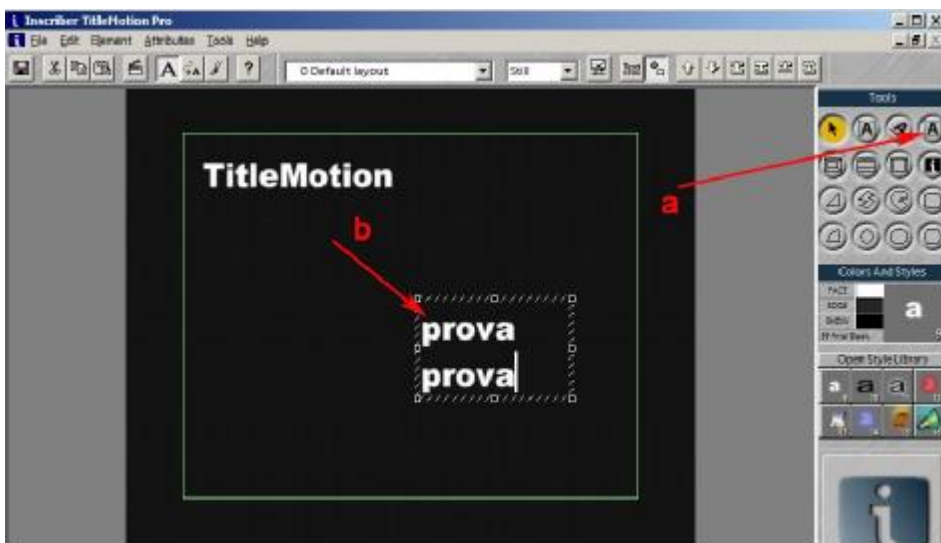 Inscriber TitleMotion Pro
File Edit Element Attributes Tools Help
A A ? 0 Default layout Still
Tools
TitleMotion
a
b
prova
prova
Colors And Styles
FACE
EDGE
a
Open Style Library
a a a a